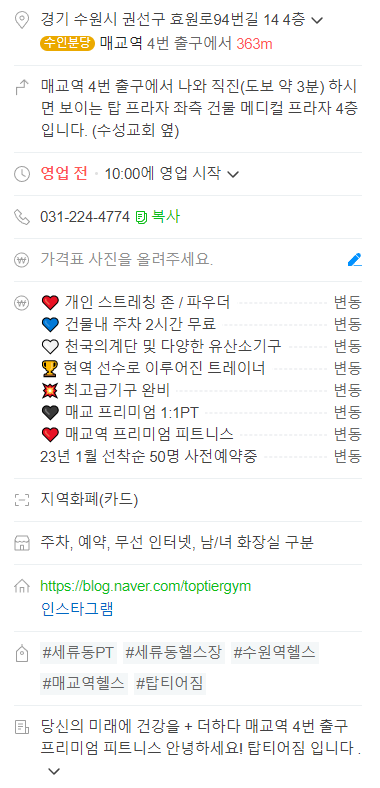 경기 수원시 권선구 효원로94번길 14 4층
수인분당 매교역 4번 출구에서 363m
매교역 4번 출구에서 나와 직진(도보 약 3분) 하시
면 보이는 탑 프라자 좌측 건물 메디컬 프라자 4층
입니다. (수성교회 옆)
영업 전 · 10:00에 영업 시작
031-224-4774 복사
가격표 사진을 올려주세요.
❤️ 개인 스트레칭 존 / 파우더 변동
💙 건물내 주차 2시간 무료 변동
🤍 천국의계단 및 다양한 유산소기구 변동
🏆 현역 선수로 이루어진 트레이너 변동
💥 최고급기구 완비 변동
🖤 매교 프리미엄 1:1PT 변동
❤️ 매교역 프리미엄 피트니스 변동
23년 1월 선착순 50명 사전예약중 변동
지역화폐(카드)
주차, 예약, 무선 인터넷, 남/녀 화장실 구분
https://blog.naver.com/toptiergym
인스타그램
#세류동PT #세류동헬스장 #수원역헬스
#매교역헬스 #탑티어짐
당신의 미래에 건강을 + 더하다 매교역 4번 출구
프리미엄 피트니스 안녕하세요! 탑티어짐 입니다 .